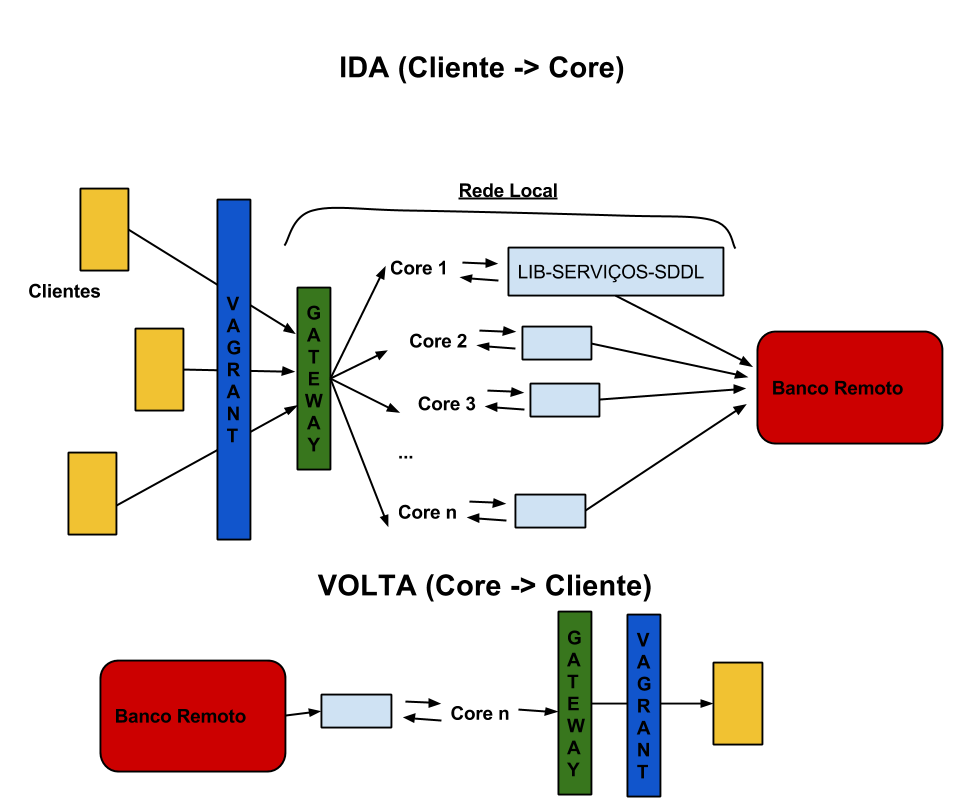 IDA (Cliente -> Core)
Rede Local
Clientes
VAGRANT
GATEWAY
Core 1
LIB-SERVIÇOS-SDDL
Core 2
Core 3
...
Core n
Banco Remoto
VOLTA (Core -> Cliente)
Banco Remoto
Core n
GATEWAY
VAGRANT